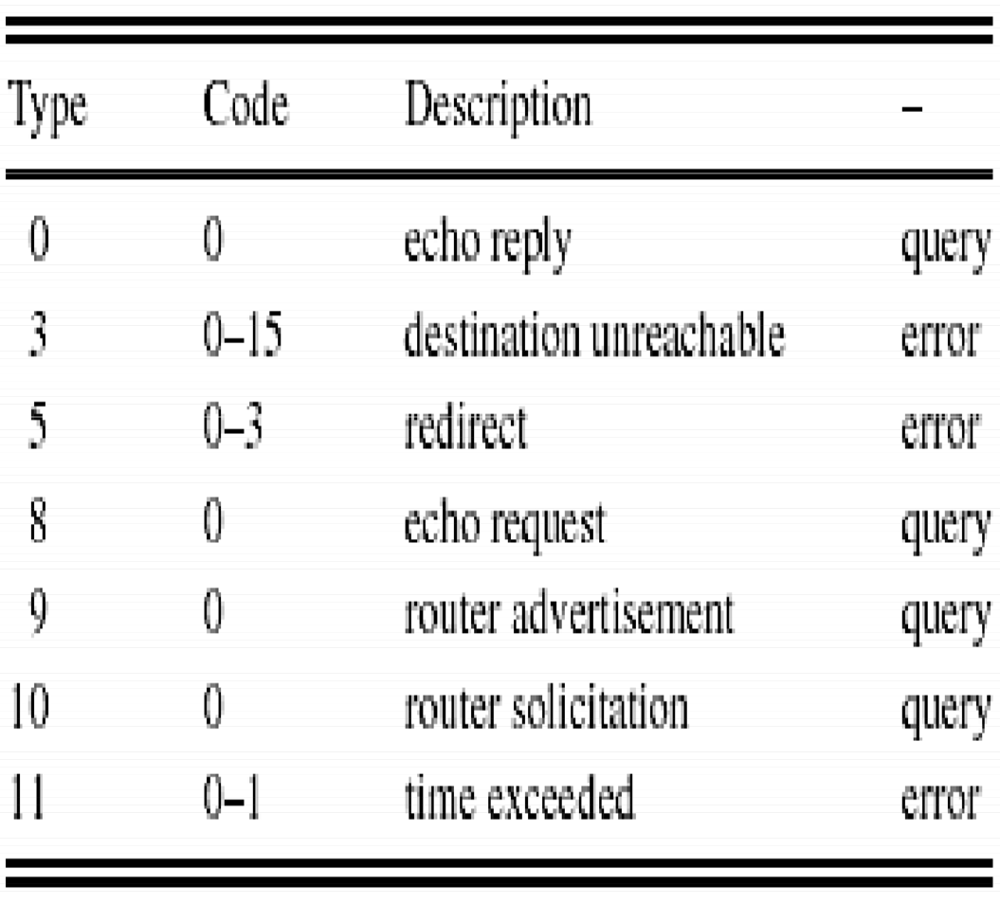 Type Code Description –
0 0 echo reply query
3 0–15 destination unreachable error
5 0–3 redirect error
8 0 echo request query
9 0 router advertisement query
10 0 router solicitation query
11 0–1 time exceeded error